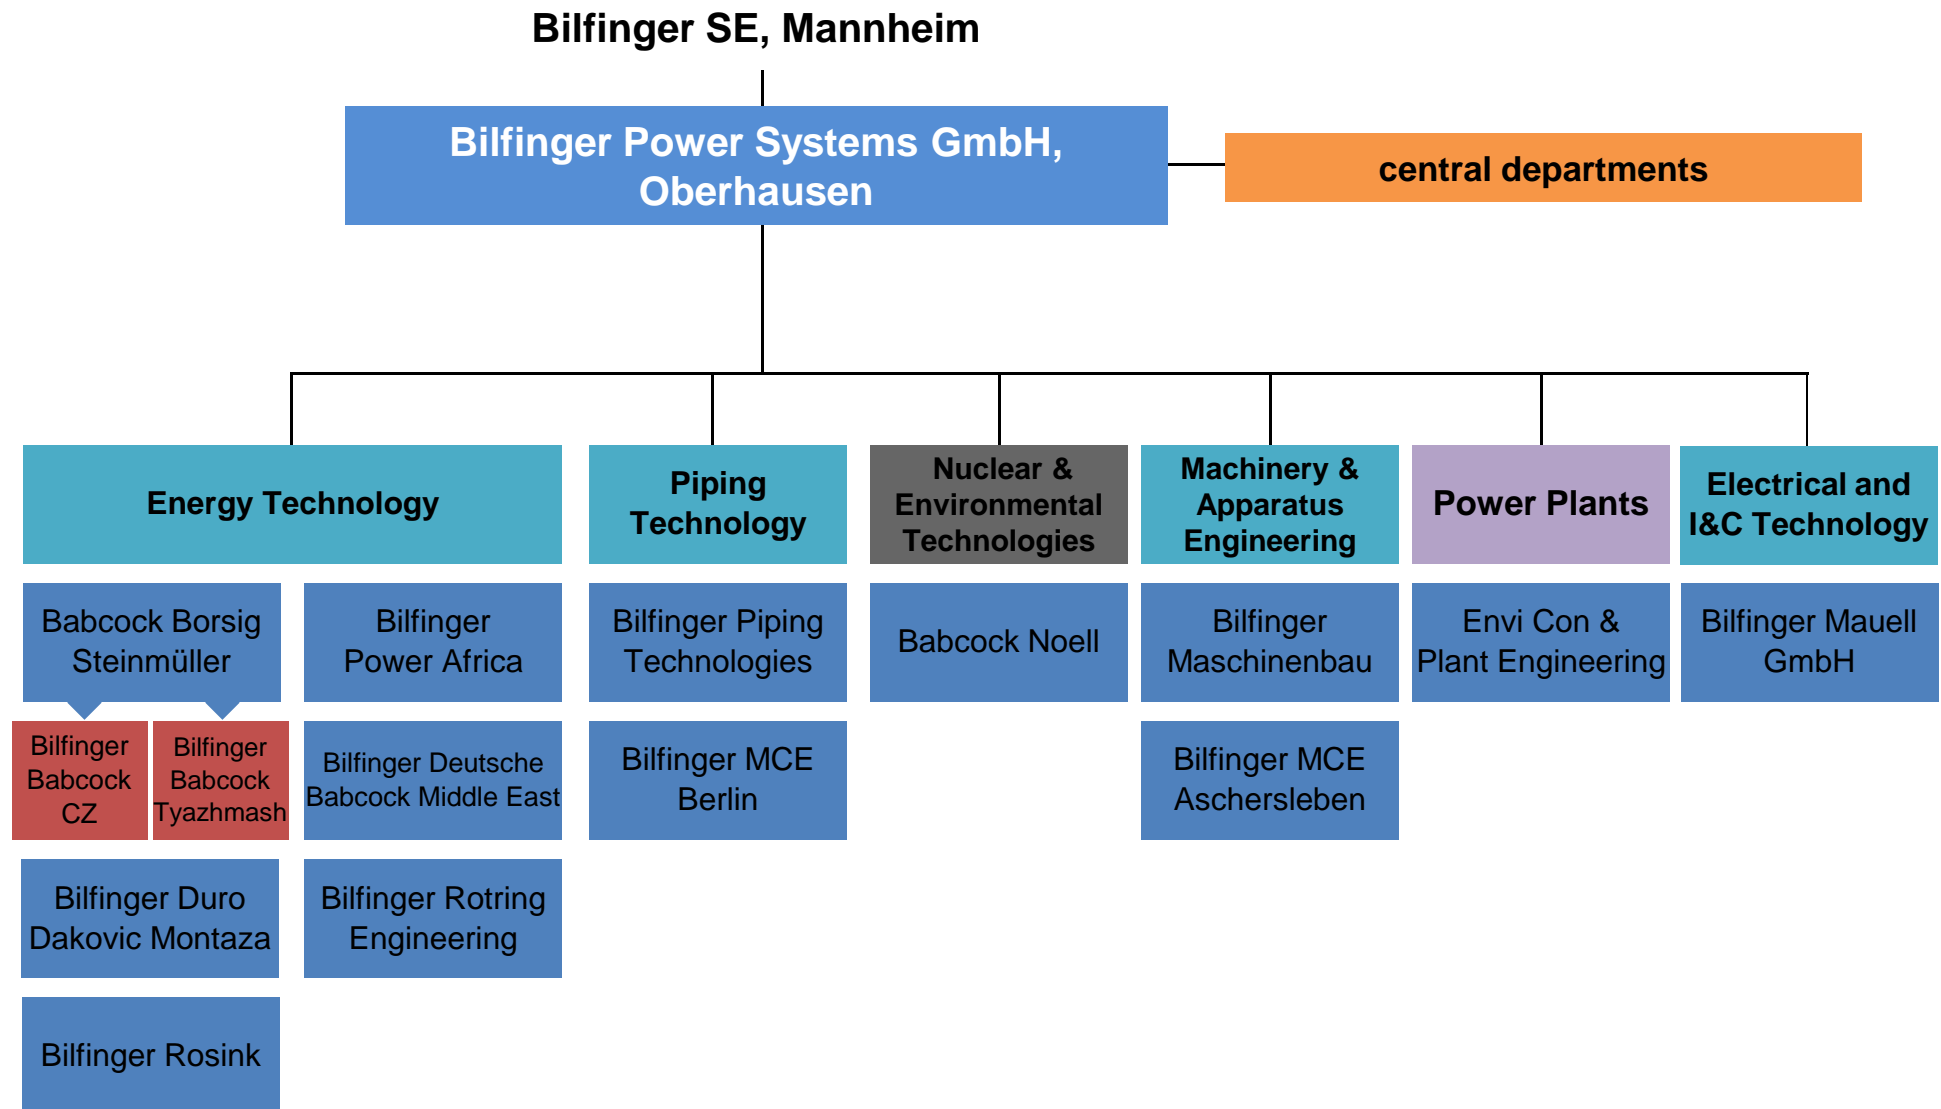 Bilfinger SE, Mannheim
Bilfinger Power Systems GmbH,
Oberhausen
central departments
Energy Technology
Piping
Technology
Nuclear &
Environmental
Technologies
Machinery &
Apparatus
Engineering
Power Plants
Electrical and
I&C Technology
Babcock Borsig
Steinmüller
Bilfinger
Power Africa
Bilfinger Piping
Technologies
Babcock Noell
Bilfinger
Maschinenbau
Envi Con &
Plant Engineering
Bilfinger Mauell
GmbH
Bilfinger
Babcock
CZ
Bilfinger
Babcock
Tyazhmash
Bilfinger Deutsche
Babcock Middle East
Bilfinger MCE
Berlin
Bilfinger MCE
Aschersleben
Bilfinger Duro
Dakovic Montaza
Bilfinger Rotring
Engineering
Bilfinger Rosink